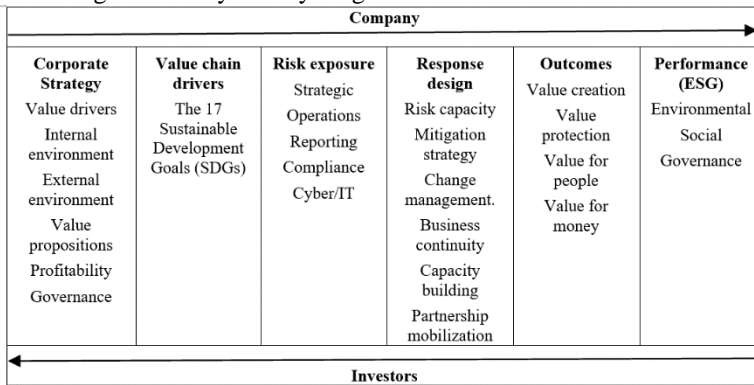 Company
Corporate
Strategy
Value drivers
Internal
environment
External
environment
Value
propositions
Profitability
Governance
Value chain
drivers
The 17
Sustainable
Development
Goals (SDGs)
Risk exposure
Strategic
Operations
Reporting
Compliance
Cyber/IT
Response
design
Risk capacity
Mitigation
strategy
Change
management.
Business
continuity
Capacity
building
Partnership
mobilization
Outcomes
Value creation
Value
protection
Value for
people
Value for
money
Performance
(ESG)
Environmental
Social
Governance
Investors